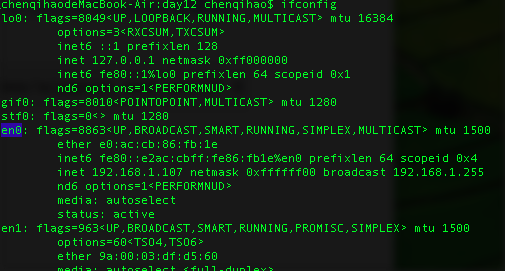 chenqihaodeMacBook-Air:day12 chenqihao$ ifconfig
lo0: flags=8049<UP,LOOPBACK,RUNNING,MULTICAST> mtu 16384
options=3<RXCSUM,TXCSUM>
inet6 ::1 prefixlen 128
inet 127.0.0.1 netmask 0xff000000
inet6 fe80::1%lo0 prefixlen 64 scopeid 0x1
nd6 options=1<PERFORMNUD>
gif0: flags=8010<POINTOPOINT,MULTICAST> mtu 1280
stf0: flags=0<> mtu 1280
en0: flags=8863<UP,BROADCAST,SMART,RUNNING,SIMPLEX,MULTICAST> mtu 1500
ether e0:ac:cb:86:fb:1e
inet6 fe80::e2ac:cbff:fe86:fb1e%en0 prefixlen 64 scopeid 0x4
inet 192.168.1.107 netmask 0xffffff00 broadcast 192.168.1.255
nd6 options=1<PERFORMNUD>
media: autoselect
status: active
en1: flags=963<UP,BROADCAST,SMART,RUNNING,PROMISC,SIMPLEX> mtu 1500
options=60<TSO4,TSO6>
ether 9a:00:03:df:d5:60
media: autoselect <full-duplex>